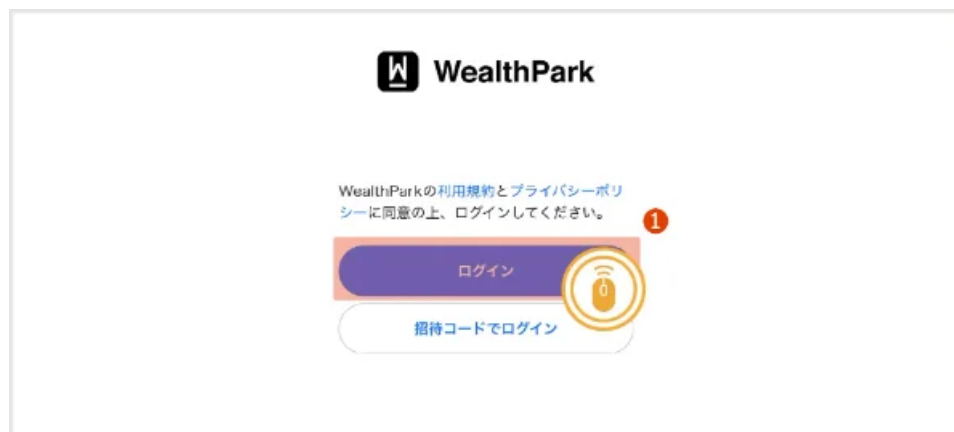 WealthPark
WealthParkの利用規約とプライバシーポリ
シーに同意の上、ログインしてください。
1
ログイン
招待コードでログイン